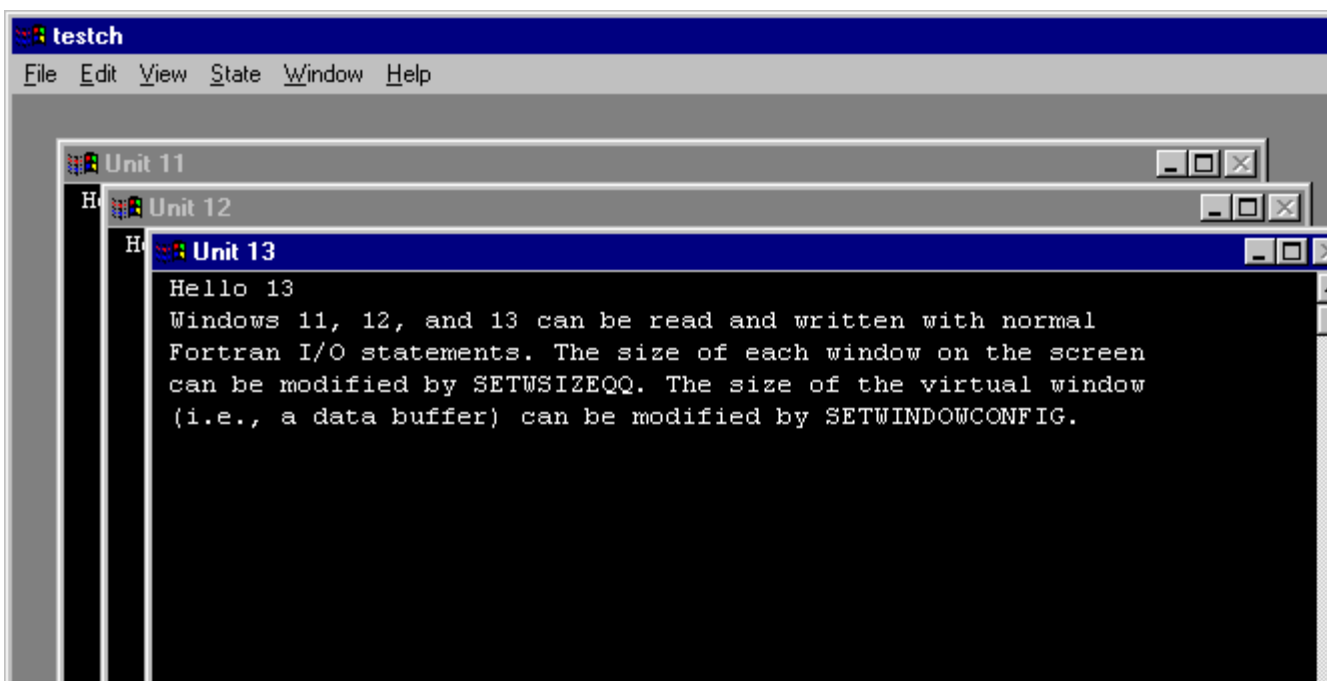 testch
File Edit View State Window Help
Unit 11
Unit 12
Unit 13
Hello 13
Windows 11, 12, and 13 can be read and written with normal
Fortran I/O statements. The size of each window on the screen
can be modified by SETWSIZEQQ. The size of the virtual window
(i.e., a data buffer) can be modified by SETWINDOWCONFIG.